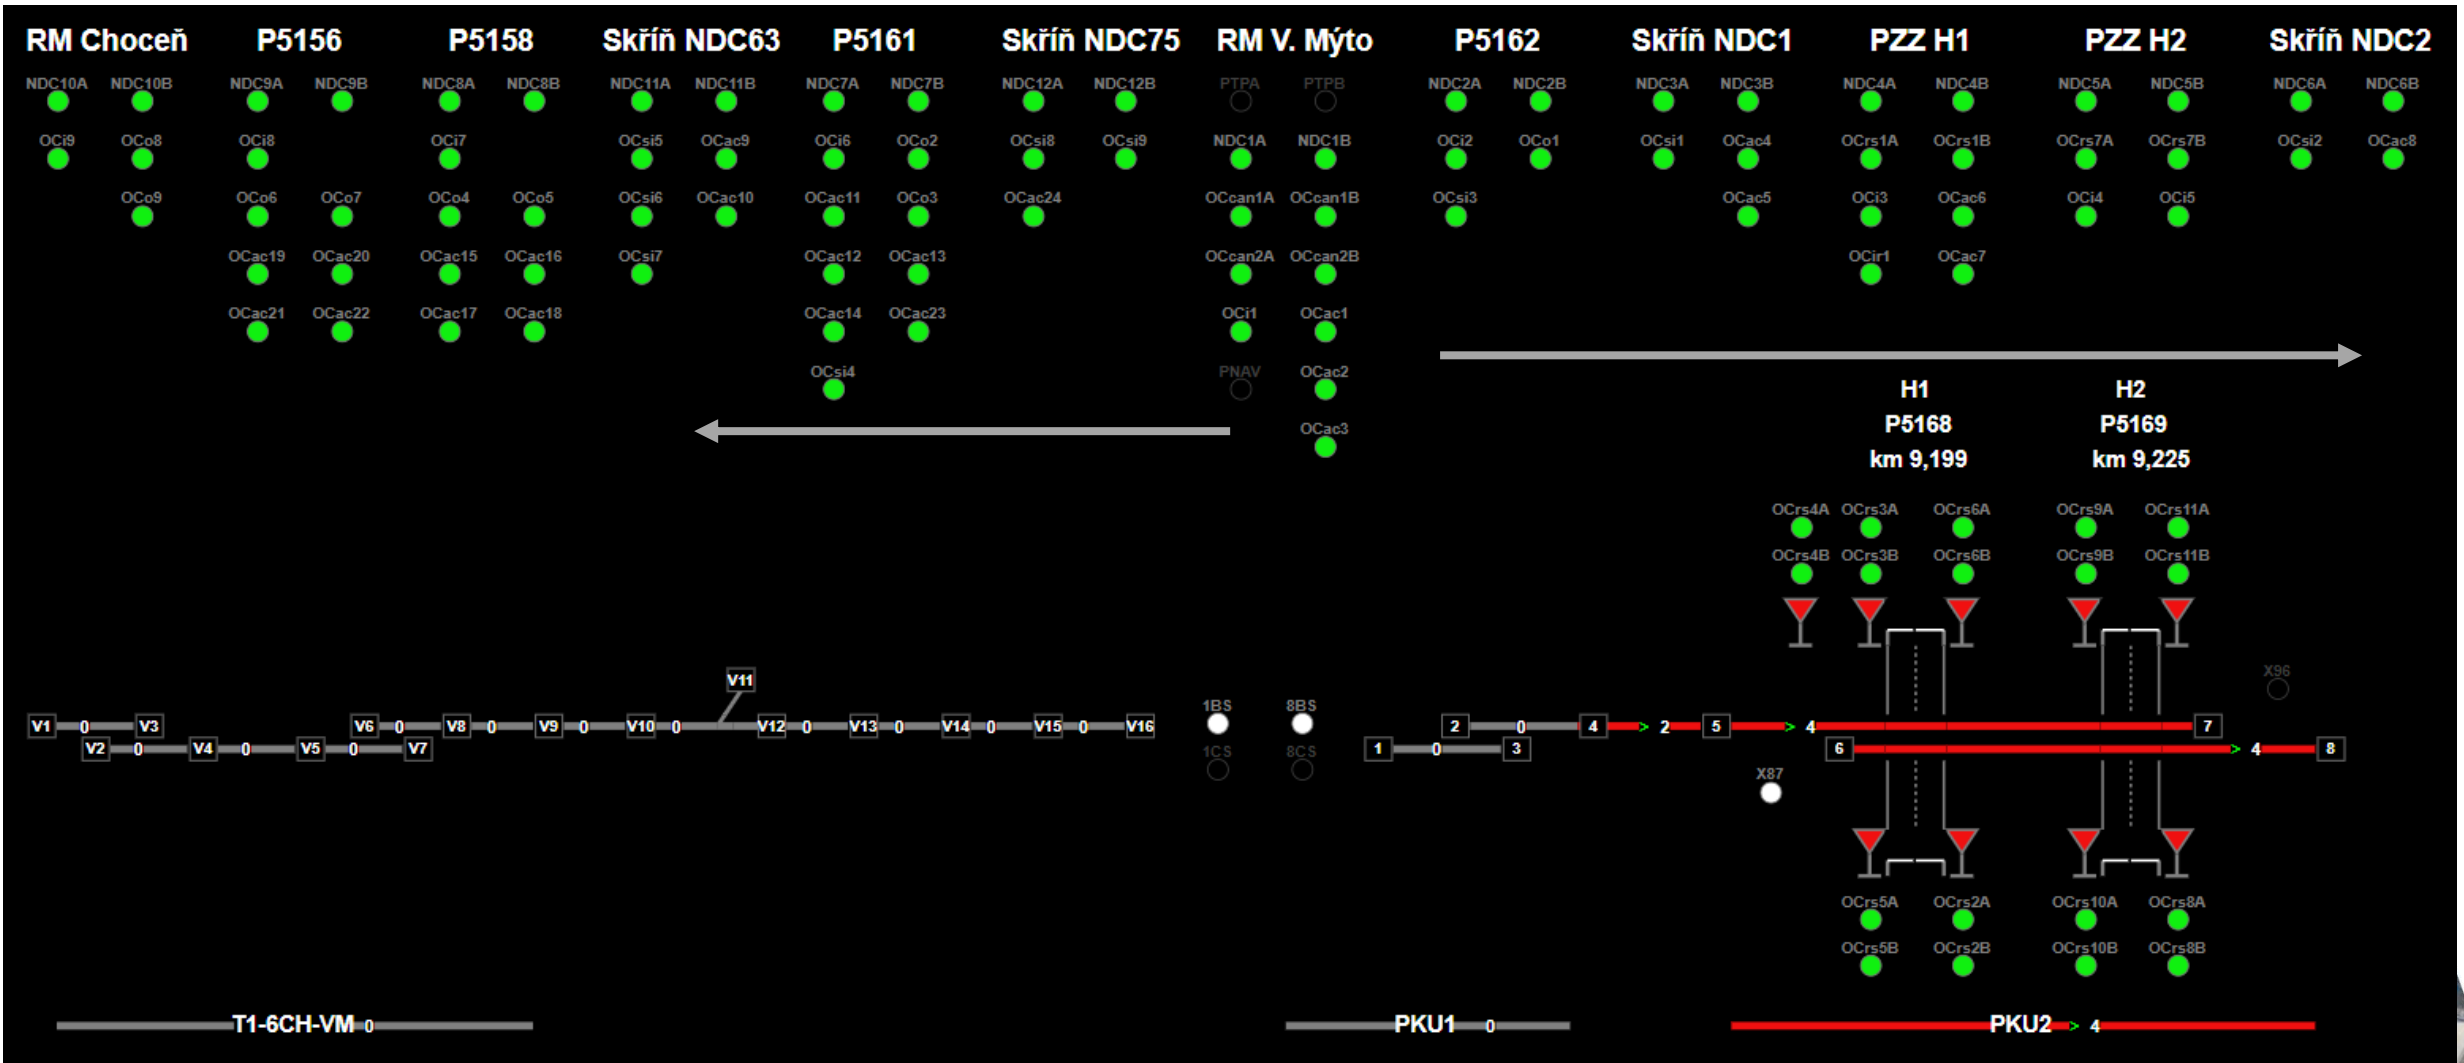 RM Choceň P5156 P5158 Skříň NDC63 P5161 Skříň NDC75 RM V. Mýto P5162 Skříň NDC1 PZZ H1 PZZ H2 Skříň NDC2
NDC10A NDC10B NDC9A NDC9B NDC8A NDC8B NDC11A NDC11B NDC7A NDC7B NDC12A NDC12B PTPA PTPB NDC2A NDC2B NDC3A NDC3B NDC4A NDC4B NDC5A NDC5B NDC6A NDC6B
OCi9 OCo8 OCi8 OCi7 OCsi5 OCac9 OCi6 OCo2 OCsi8 OCsi9 NDC1A NDC1B OCi2 OCo1 OCsi1 OCac4 OCrs1A OCrs1B OCrs7A OCrs7B OCsi2 OCac8
OCo9 OCo6 OCo7 OCo4 OCo5 OCsi6 OCac10 OCac11 OCo3 OCac24 OCcan1A OCcan1B OCsi3 OCac5 OCi3 OCac6 OCi4 OCi5
OCac19 OCac20 OCac15 OCac16 OCsi7 OCac12 OCac13 OCcan2A OCcan2B OCir1 OCac7
OCac21 OCac22 OCac17 OCac18 OCac14 OCac23 OCi1 OCac1
OCsi4 PNAV OCac2
H1 H2
OCac3
P5168 P5169
km 9,199 km 9,225
OCrs4A OCrs3A OCrs6A OCrs9A OCrs11A
OCrs4B OCrs3B OCrs6B OCrs9B OCrs11B
V11 X96
1BS 8BS
V1 0 V3 V6 0 V8 0 V9 0 V10 0 V12 0 V13 0 V14 0 V15 0 V16 2 0 4 > 2 5 > 4 7
V2 0 V4 0 V5 0 V7 1CS 8CS 1 0 3 6 > 4 8
X87
OCrs5A OCrs2A OCrs10A OCrs8A
OCrs5B OCrs2B OCrs10B OCrs8B
T1-6CH-VM 0 PKU1 0 PKU2 > 4